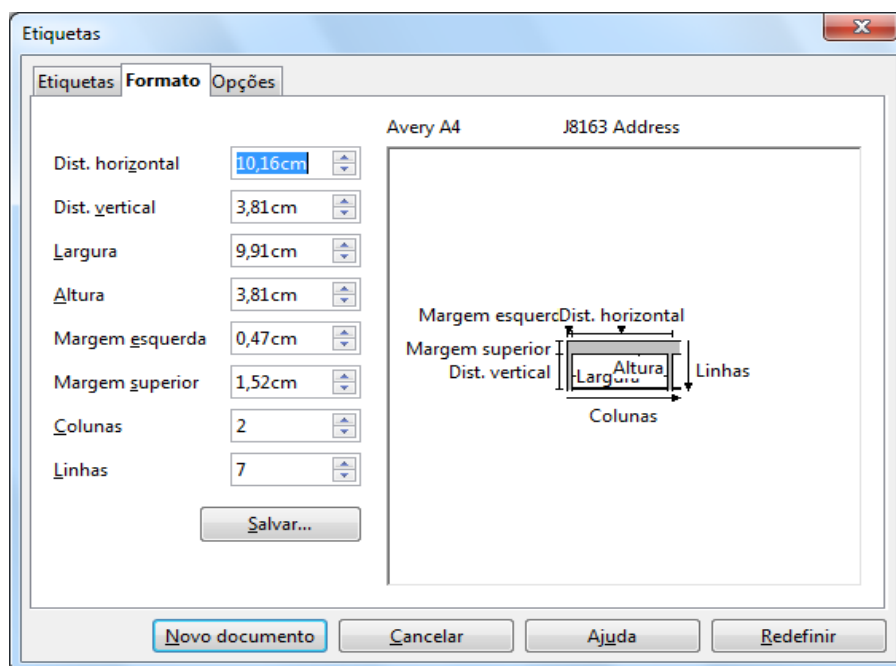 Etiquetas
Etiquetas Formato Opções
Avery A4 J8163 Address
Dist. horizontal 10,16cm
Dist. vertical 3,81cm
Largura 9,91cm
Altura 3,81cm
Margem esquerda 0,47cm
Margem superior 1,52cm
Colunas 2
Linhas 7
Salvar...
Margem esquerc Dist. horizontal
Margem superior
Dist. vertical Largura Altura Linhas
Colunas
Novo documento Cancelar Ajuda Redefinir